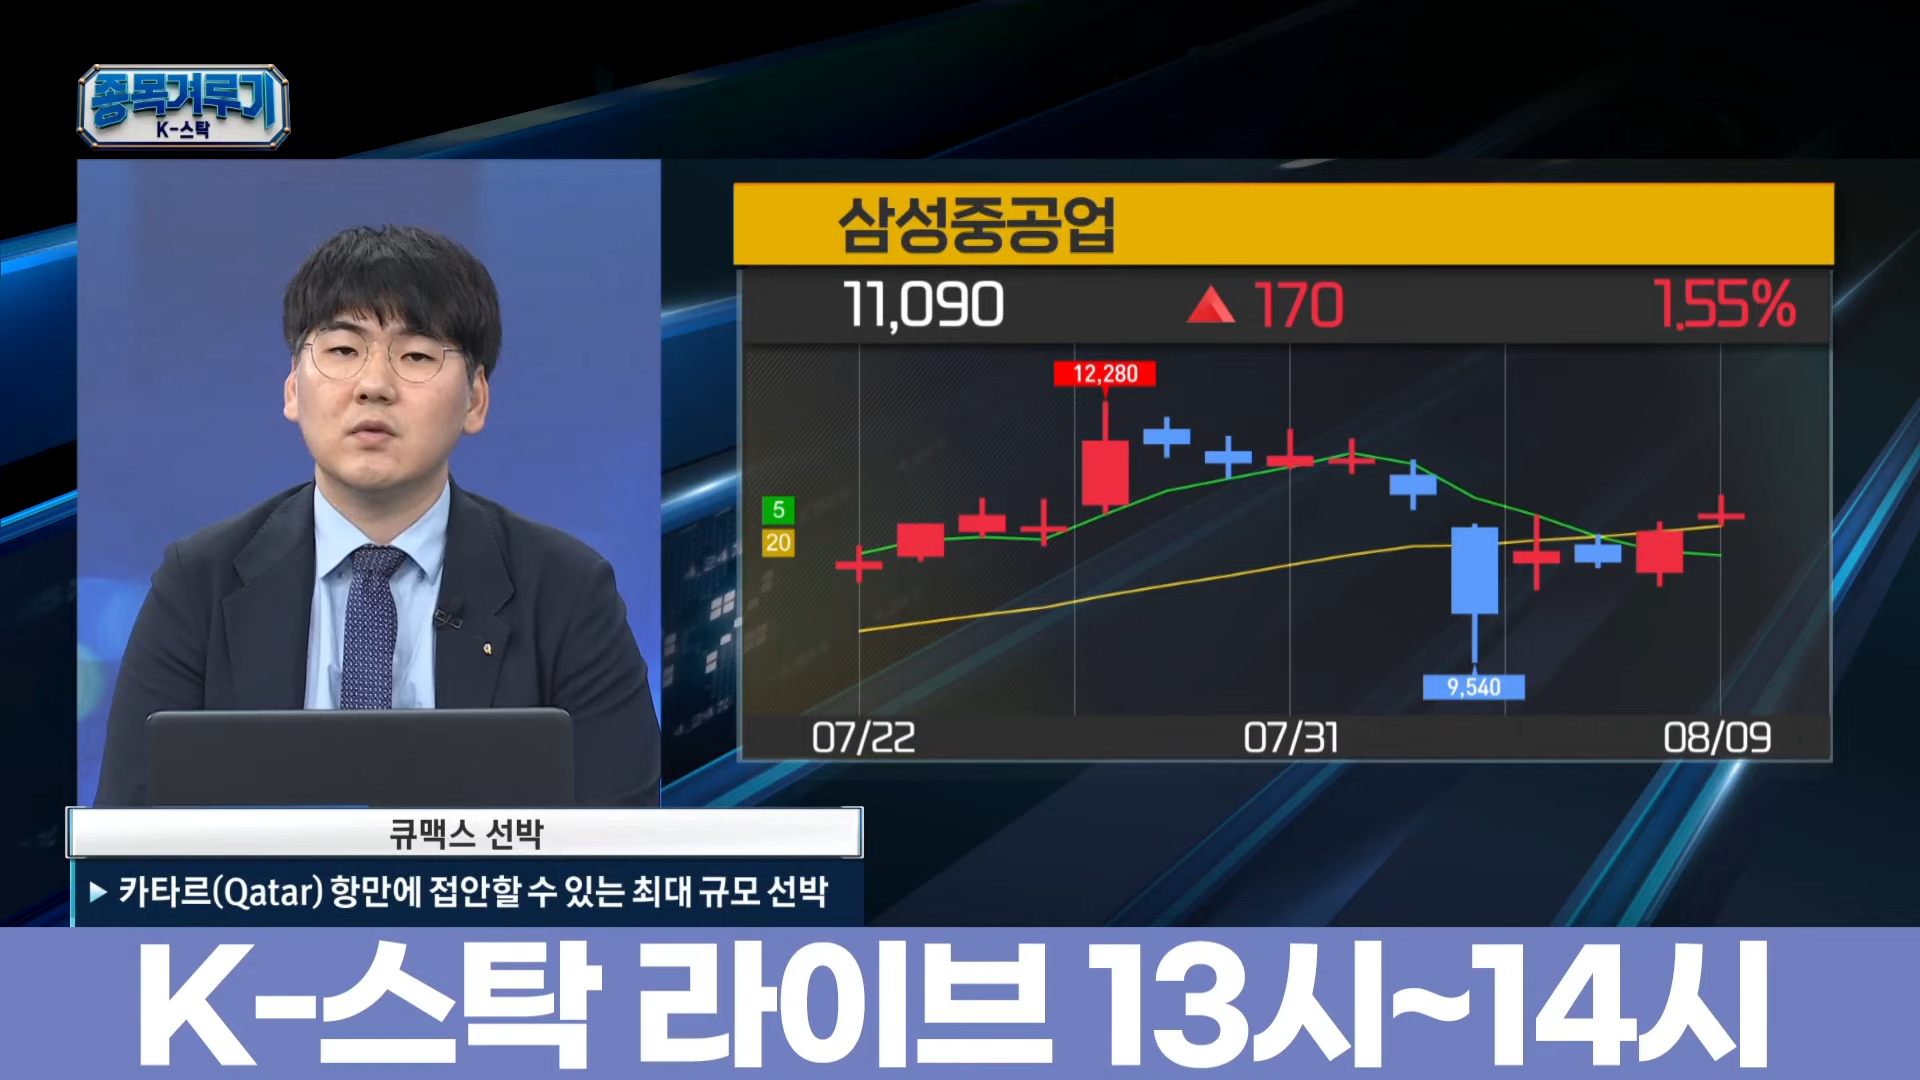 종목겨루기
K-스탁
삼성중공업
11,090 ▲ 170 1.55%
12,280
5
20
9,540
07/22 07/31 08/09
큐맥스 선박
▶ 카타르(Qatar) 항만에 접안할 수 있는 최대 규모 선박
K-스탁 라이브 13시~14시